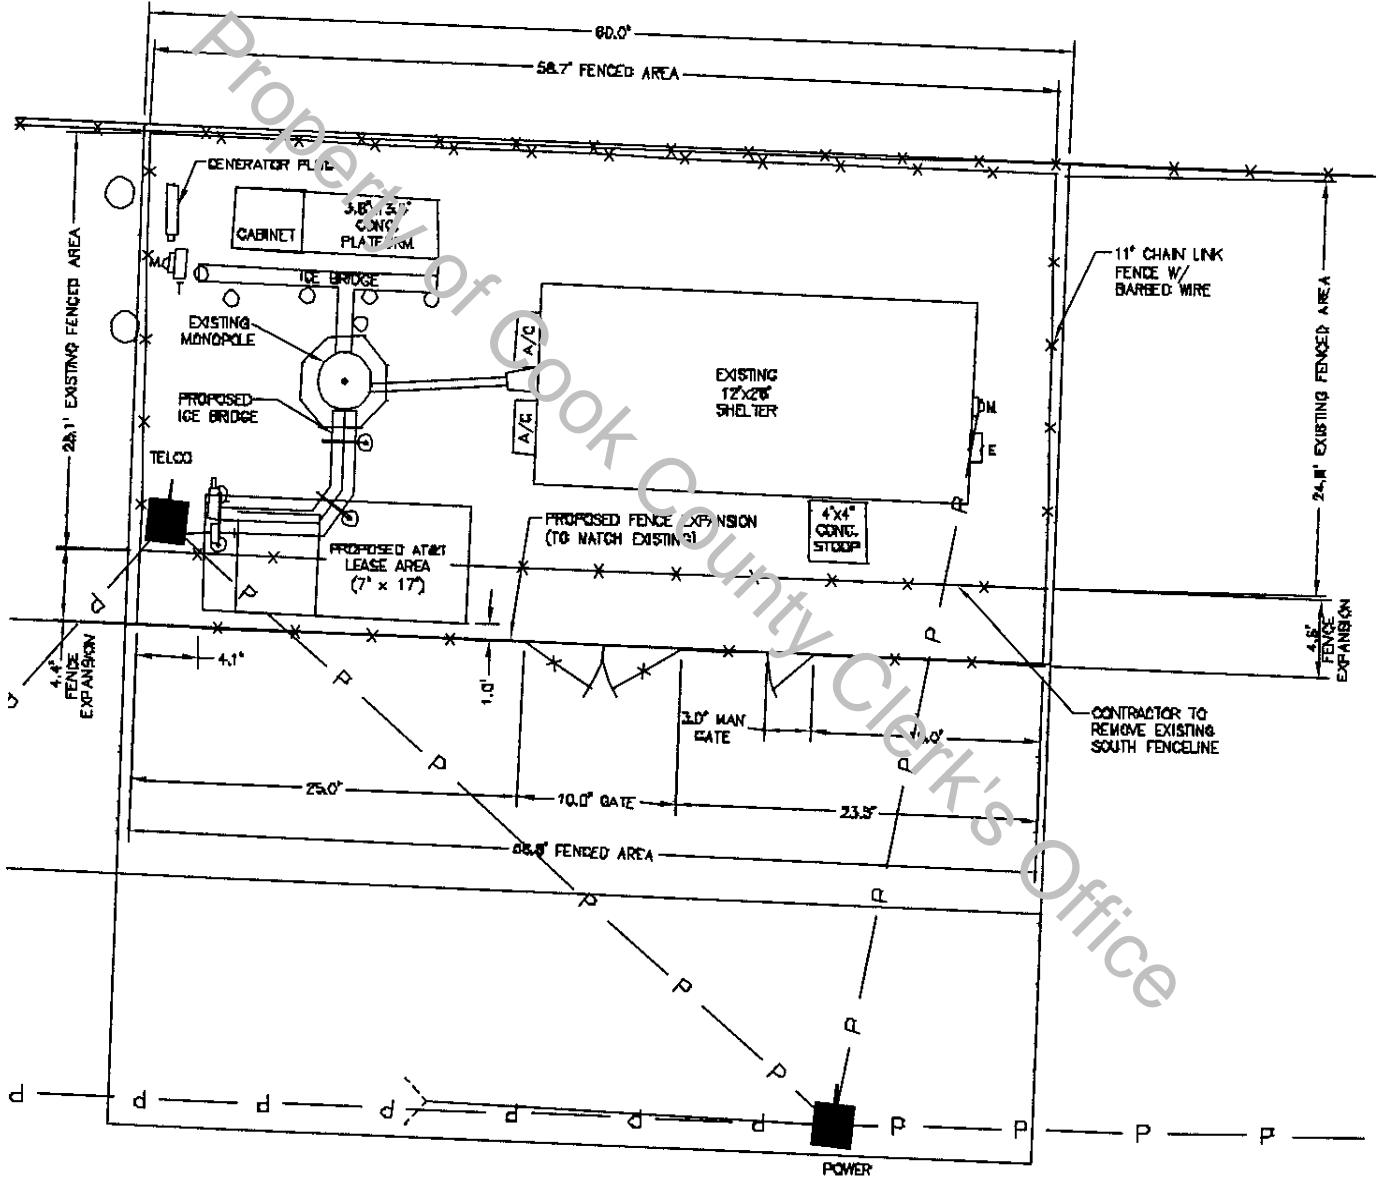 60.0'
58.7' FENCED AREA
GENERATOR PLUG
CABINET
CONC.
PLATFORM
M
ICE BRIDGE
EXISTING
MONOPOLE
PROPOSED
ICE BRIDGE
TELCO
A/C
A/C
EXISTING
SHELTER
M
E
11' CHAIN LINK
FENCE W/
BARBED WIRE
EXISTING FENCED AREA
EXISTING FENCED AREA
4'x4'
CONC.
STOOP
PROPOSED FENCE EXPANSION
(TO MATCH EXISTING)
PROPOSED AT&T
LEASE AREA
(7' x 17')
4.4'
FENCE
EXPANSION
4.1'
1.0'
FENCE
EXPANSION
3.0' MAN
GATE
CONTRACTOR TO
REMOVE EXISTING
SOUTH FENCELINE
25.0'
10.0' GATE
FENCED AREA
P P P P P P P P P P P P
POWER
Property of Cook County Clerk's Office